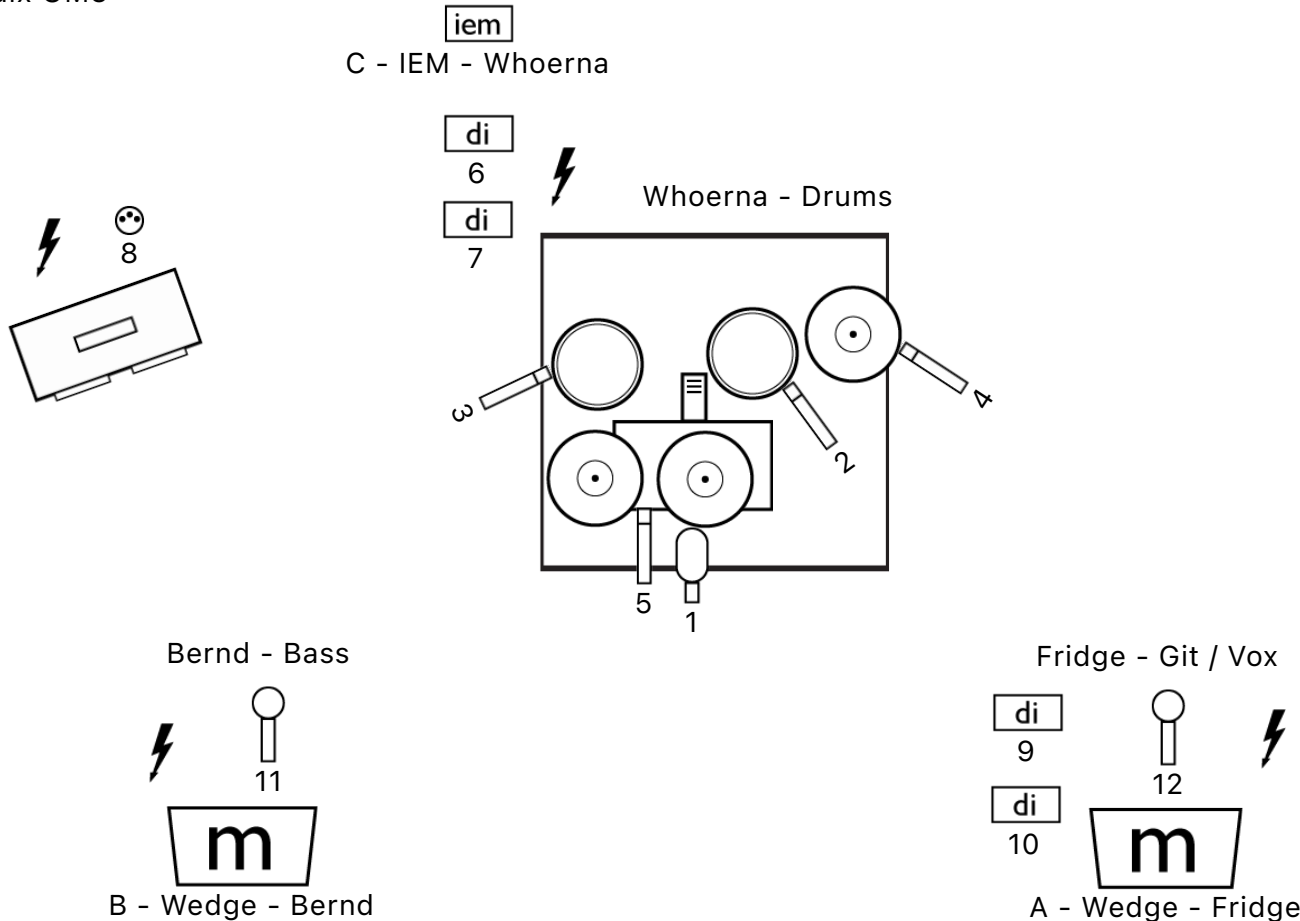 iem
C - IEM - Whoerna
di
6
di
7
Whoerna - Drums
8
3
4
2
5
1
Bernd - Bass
Fridge - Git / Vox
11
di
9
12
di
10
m
B - Wedge - Bernd
m
A - Wedge - Fridge